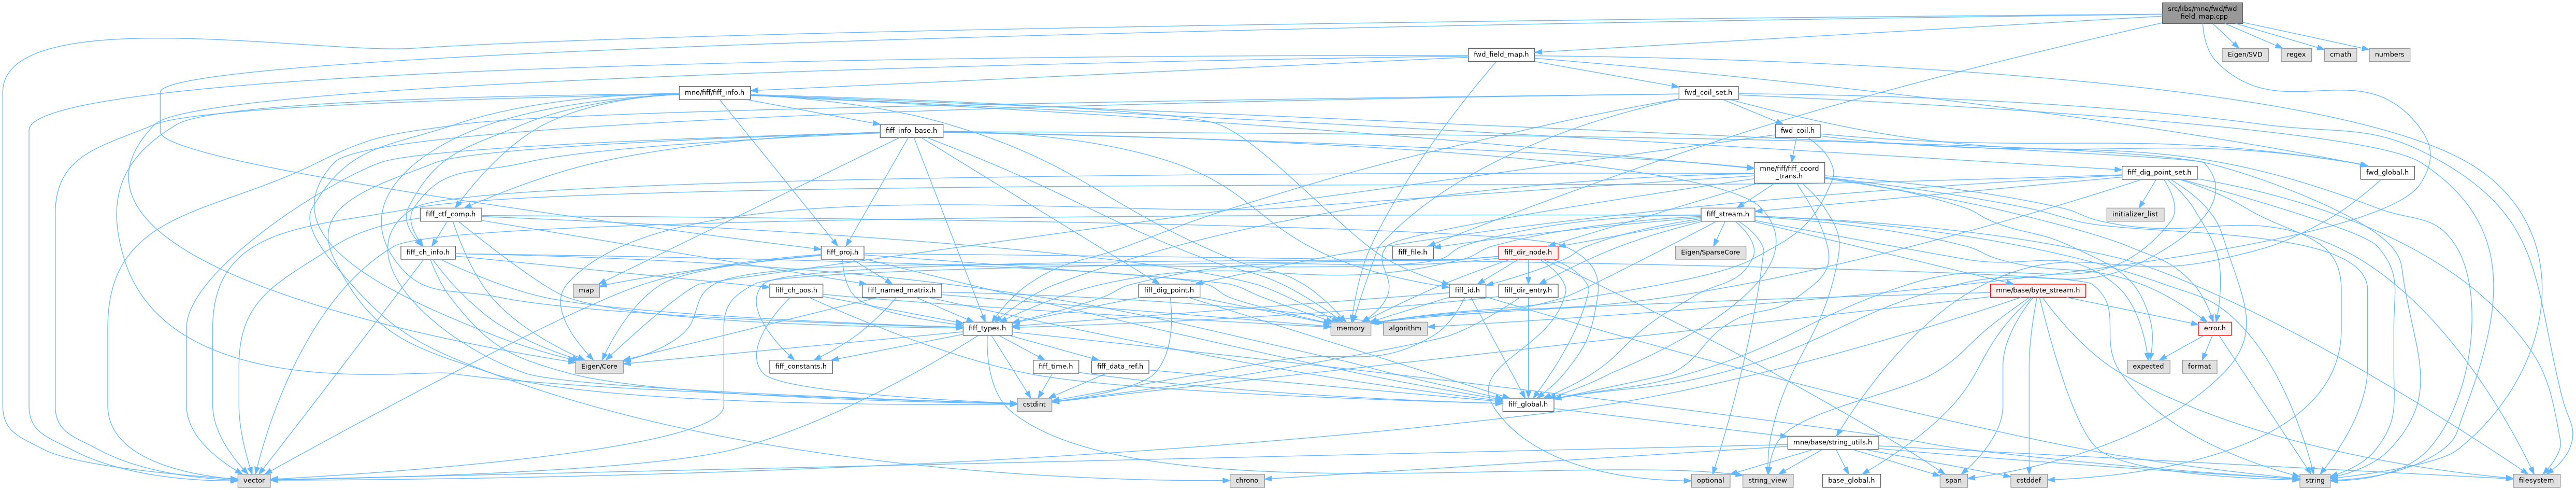 src/libs/mne/fwd/fwd
_field_map.cpp
fwd_field_map.h
Eigen/SVD
regex
cmath
numbers
mne/fiff/fiff_info.h
fwd_coil_set.h
fiff_info_base.h
fwd_coil.h
mne/fiff/fiff_coord
_trans.h
fiff_dig_point_set.h
fwd_global.h
fiff_ctf_comp.h
fiff_stream.h
initializer_list
fiff_ch_info.h
fiff_proj.h
fiff_file.h
fiff_dir_node.h
Eigen/SparseCore
map
fiff_ch_pos.h
fiff_named_matrix.h
fiff_dig_point.h
fiff_id.h
fiff_dir_entry.h
mne/base/byte_stream.h
fiff_types.h
memory
algorithm
error.h
Eigen/Core
fiff_constants.h
fiff_time.h
fiff_data_ref.h
expected
format
cstdint
fiff_global.h
mne/base/string_utils.h
vector
chrono
optional
string_view
base_global.h
span
cstddef
string
filesystem